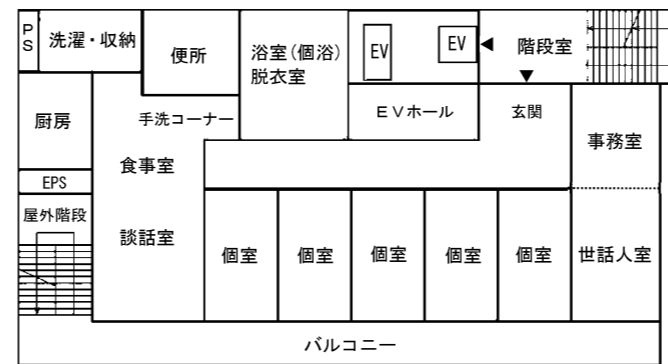 PS
洗濯・収納
便所
浴室(個浴)
脱衣室
EV
EV
階段室
厨房
手洗コーナー
EVホール
玄関
事務室
食事室
EPS
屋外階段
談話室
個室
個室
個室
個室
個室
世話人室
バルコニー